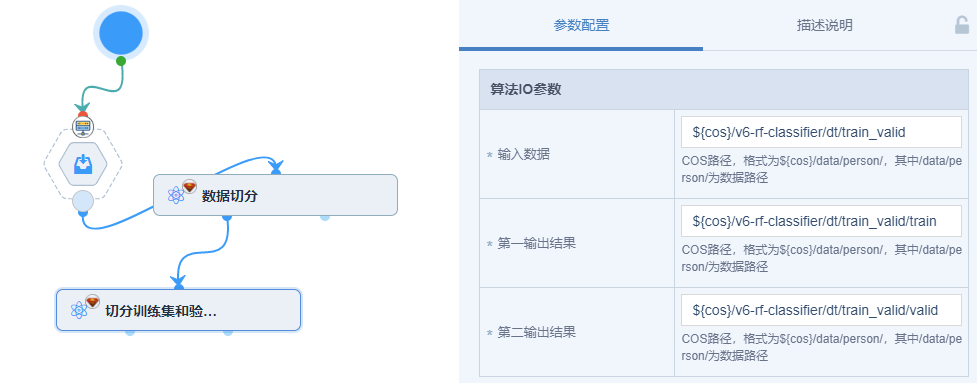 数据切分
切分训练集和验...
参数配置
描述说明
算法IO参数
* 输入数据
${cos}/v6-rf-classifier/dt/train_valid
COS路径，格式为${cos}/data/person/，其中/data/pe
rson/为数据路径
* 第一输出结果
${cos}/v6-rf-classifier/dt/train_valid/train
COS路径，格式为${cos}/data/person/，其中/data/pe
rson/为数据路径
* 第二输出结果
${cos}/v6-rf-classifier/dt/train_valid/valid
COS路径，格式为${cos}/data/person/，其中/data/pe
rson/为数据路径